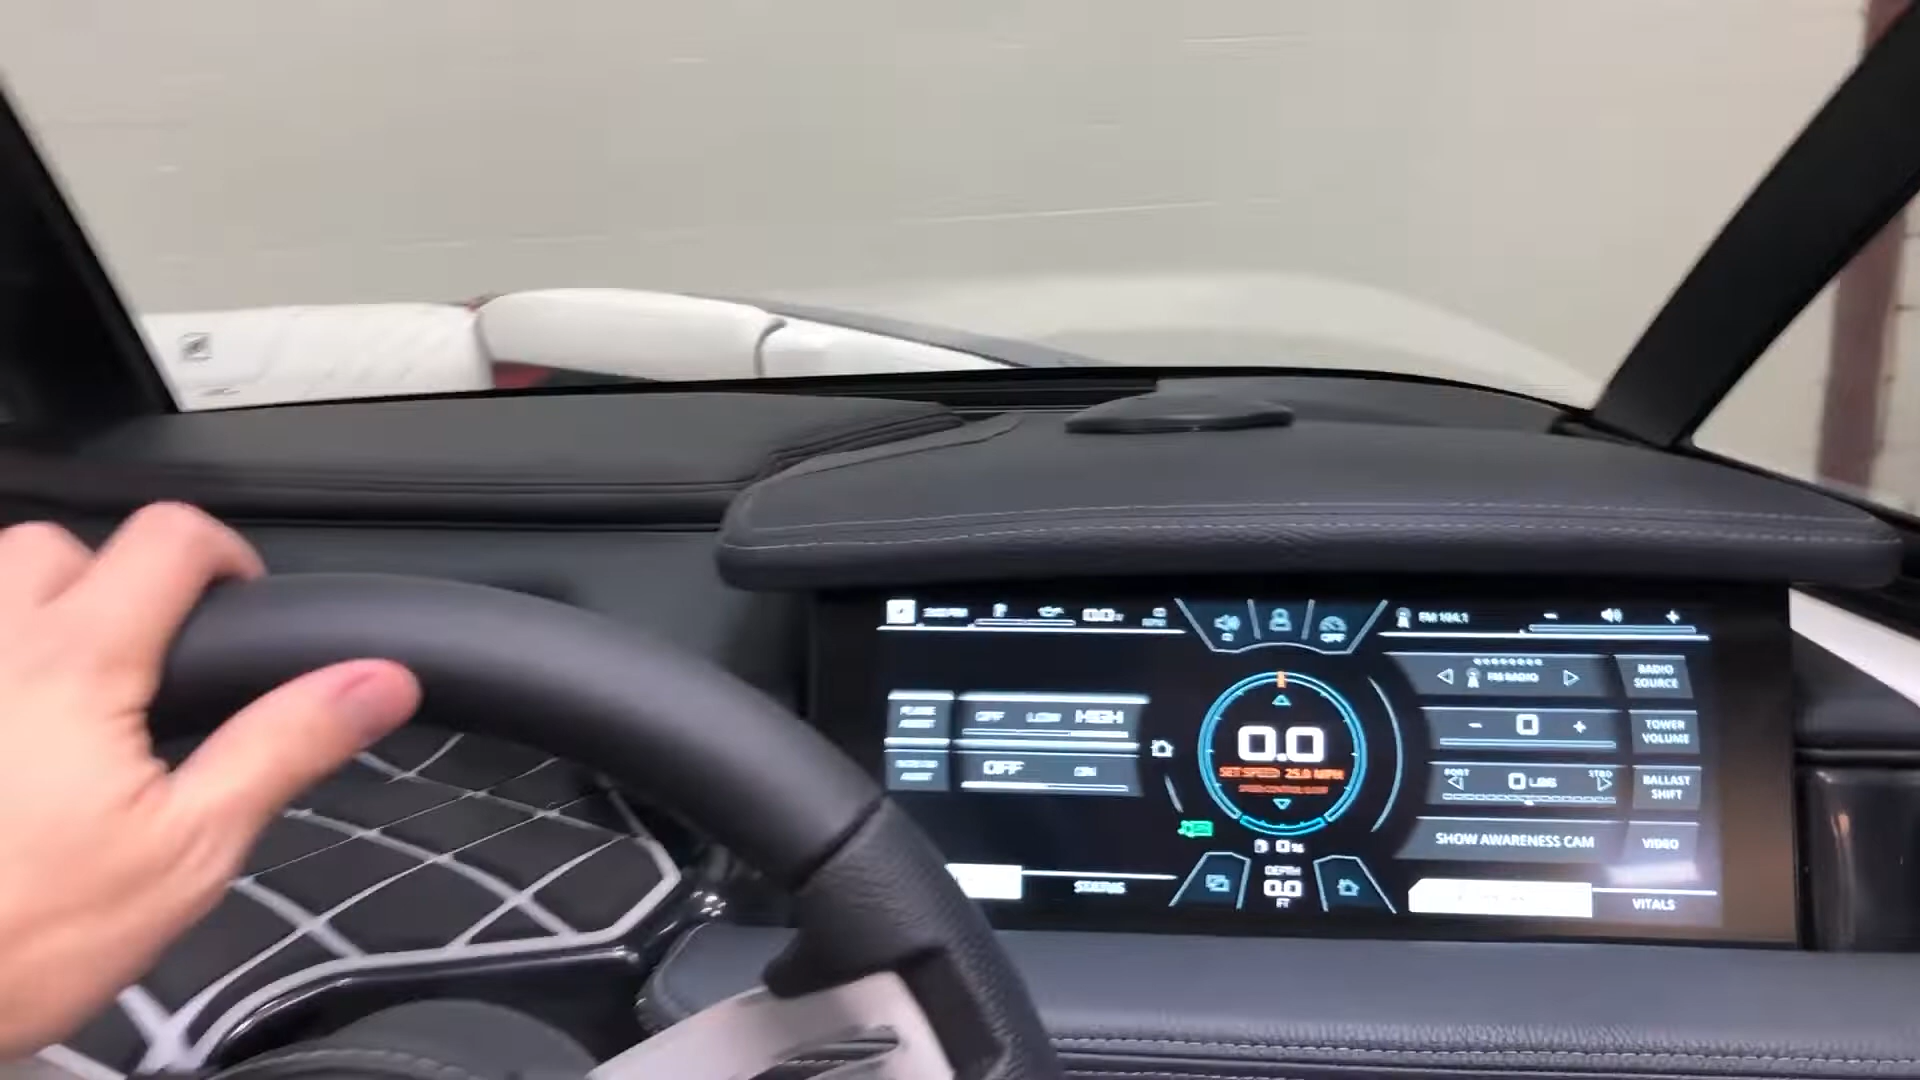 FM 104.1
OFF
FM RADIO
RADIO
SOURCE
OFF LOW HIGH
- 0 +
TOWER
VOLUME
0.0
SET SPEED 25.0 MPH
OFF ON
PORT
0 LBS
STBD
BALLAST
SHIFT
SHOW AWARENESS CAM
VIDEO
DEPTH
0.0
FT
VITALS